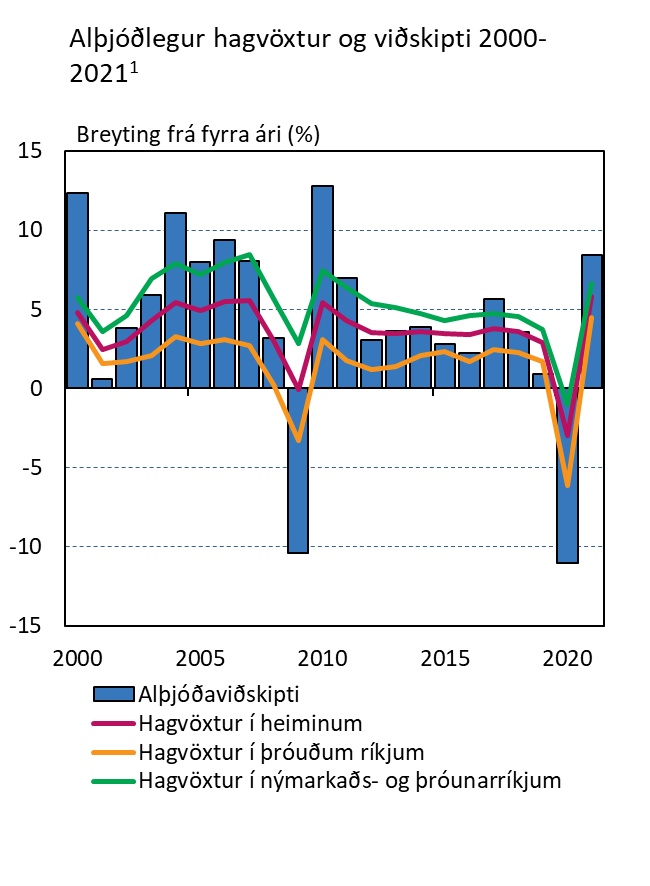 Alþjóðlegur hagvöxtur og viðskipti 2000-
2021¹
Breyting frá fyrra ári (%)
15
10
5
0
-5
-10
-15
2000 2005 2010 2015 2020
Alþjóðaviðskipti
Hagvöxtur í heiminum
Hagvöxtur í þróuðum ríkjum
Hagvöxtur í nýmarkaðs- og þróunarríkjum